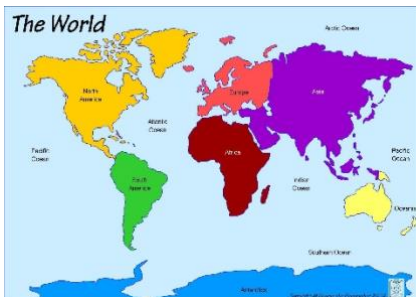 The World
Arctic Ocean
North
America
Europe
Asia
Atlantic
Ocean
Pacific
Ocean
Africa
Pacific
Ocean
South
America
Indian
Ocean
Oceania
Southern Ocean
Antarctica